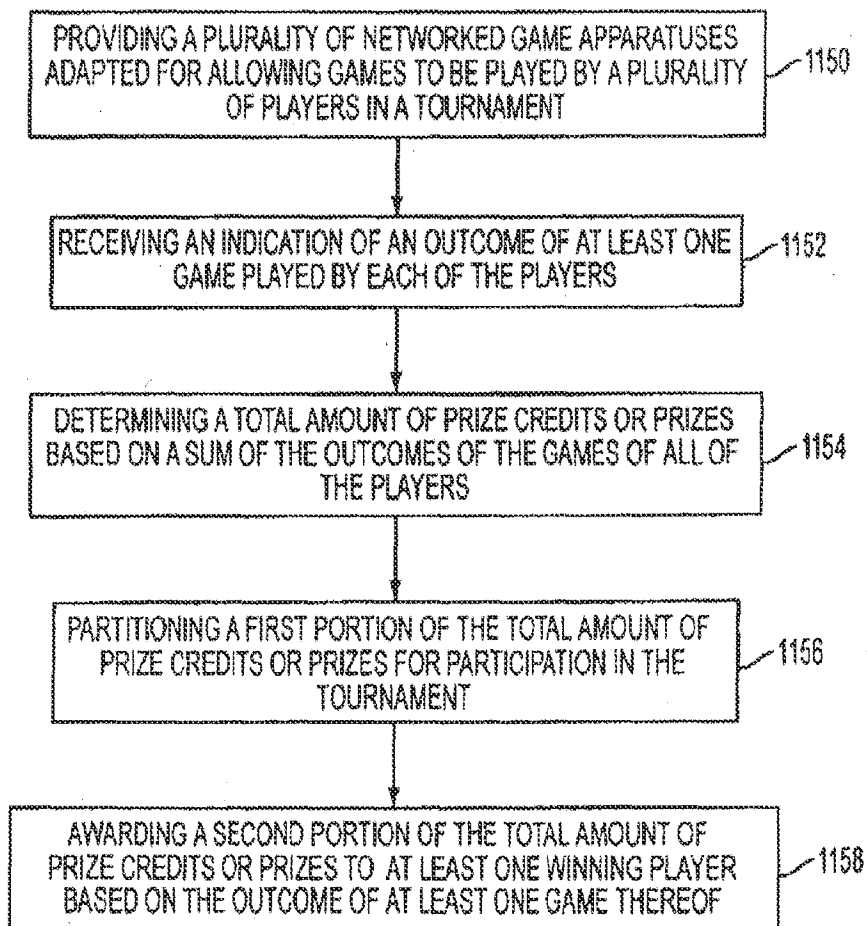 PROVIDING A PLURALITY OF NETWORKED GAME APPARATUSES
ADAPTED FOR ALLOWING GAMES TO BE PLAYED BY A PLURALITY
OF PLAYERS IN A TOURNAMENT
1150
RECEIVING AN INDICATION OF AN OUTCOME OF AT LEAST ONE
GAME PLAYED BY EACH OF THE PLAYERS
1152
DETERMINING A TOTAL AMOUNT OF PRIZE CREDITS OR PRIZES
BASED ON A SUM OF THE OUTCOMES OF THE GAMES OF ALL OF
THE PLAYERS
1154
PARTITIONING A FIRST PORTION OF THE TOTAL AMOUNT OF
PRIZE CREDITS OR PRIZES FOR PARTICIPATION IN THE
TOURNAMENT
1156
AWARDING A SECOND PORTION OF THE TOTAL AMOUNT OF
PRIZE CREDITS OR PRIZES TO AT LEAST ONE WINNING PLAYER
BASED ON THE OUTCOME OF AT LEAST ONE GAME THEREOF
1158